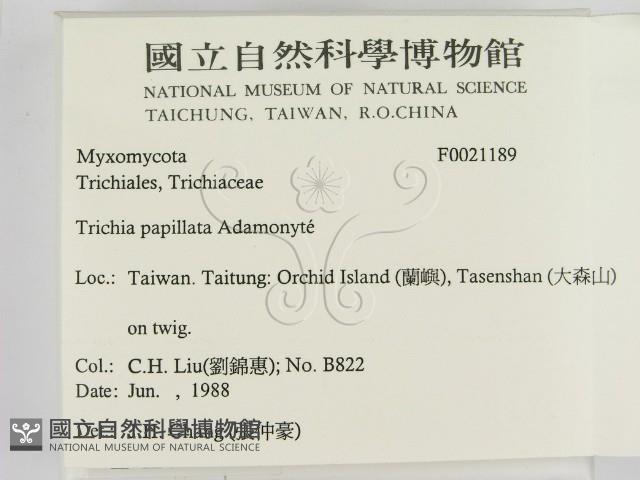 國立自然科學博物館
NATIONAL MUSEUM OF NATURAL SCIENCE
TAICHUNG, TAIWAN, R.O.CHINA
Myxomycota F0021189
Trichiales, Trichiaceae
Trichia papillata Adamonyté
Loc.: Taiwan. Taitung: Orchid Island (蘭嶼), Tasenshan (大森山)
on twig.
Col.: C.H. Liu(劉錦惠); No. B822
Date: Jun. , 1988
仲豪)
國立自然科學博物館
NATIONAL MUSEUM OF NATURAL SCIENCE